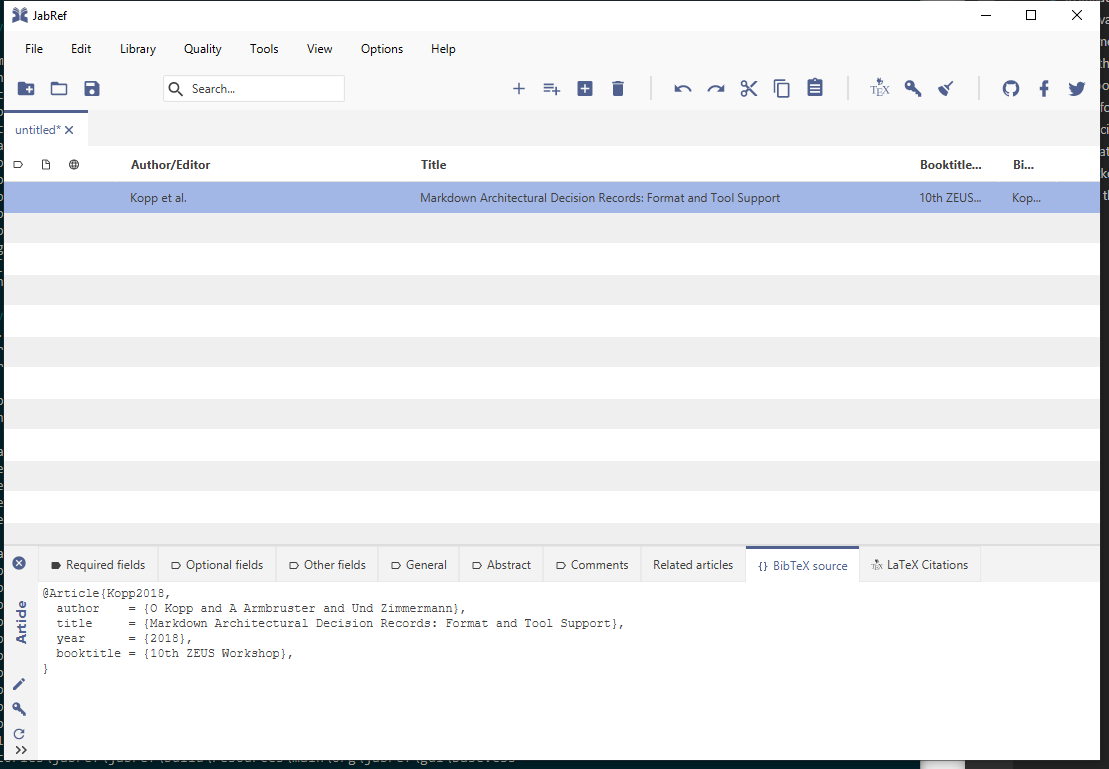 JabRef
File Edit Library Quality Tools View Options Help
Search...
TEX
untitled*
Author/Editor Title Booktitle... Bi...
Kopp et al. Markdown Architectural Decision Records: Format and Tool Support 10th ZEUS... Kop...
Required fields Optional fields Other fields General Abstract Comments Related articles {} BibTeX source TEX LaTeX Citations
Article
@Article{Kopp2018,
author = {O Kopp and A Armbruster and Und Zimmermann},
title = {Markdown Architectural Decision Records: Format and Tool Support},
year = {2018},
booktitle = {10th ZEUS Workshop},
}